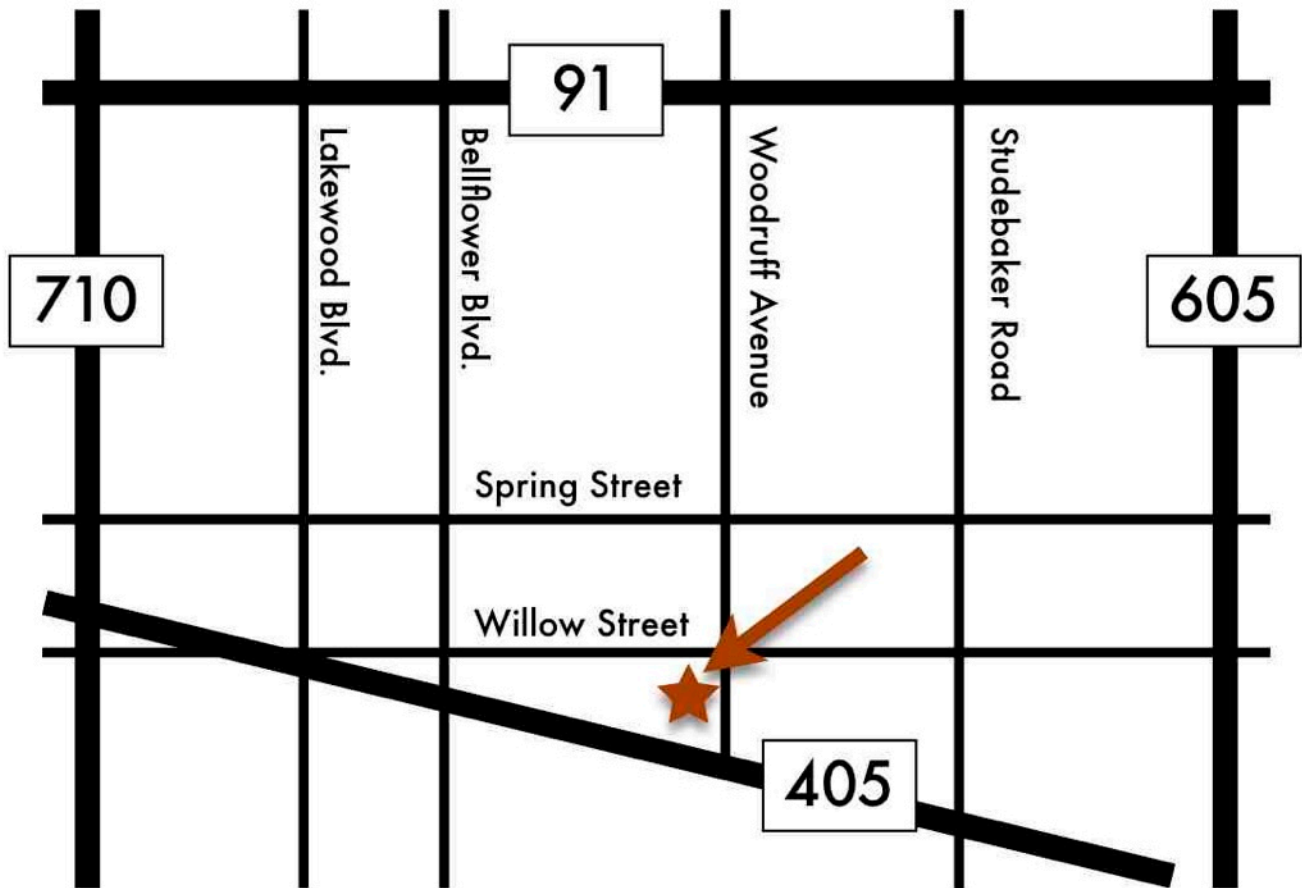 91
Lakewood Blvd.
Bellflower Blvd.
Woodruff Avenue
Studebaker Road
710
605
Spring Street
Willow Street
405